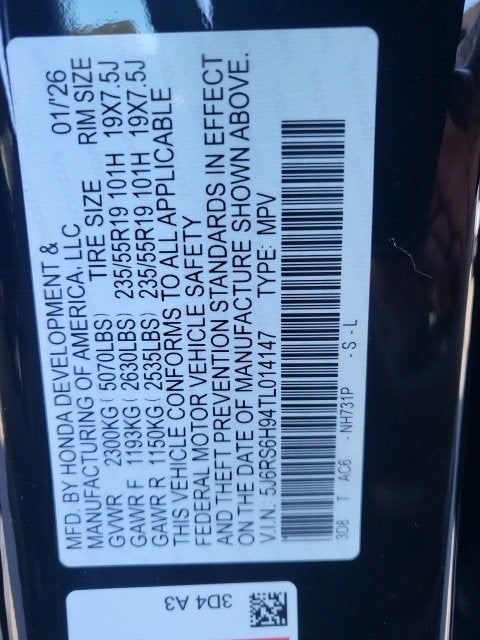 MFD. BY HONDA DEVELOPMENT & 01/'26
MANUFACTURING OF AMERICA, LLC
TIRE SIZE RIM SIZE
GVWR 2300KG ( 5070LBS)
GAWR F 1193KG ( 2630LBS) 235/55R19 101H 19X7.5J
GAWR R 1150KG ( 2535LBS) 235/55R19 101H 19X7.5J
THIS VEHICLE CONFORMS TO ALL APPLICABLE
FEDERAL MOTOR VEHICLE SAFETY
AND THEFT PREVENTION STANDARDS IN EFFECT
ON THE DATE OF MANUFACTURE SHOWN ABOVE.
V.I.N.: 5J6RS6H94TL014147 TYPE: MPV
3D8 T AC6 -NH731P -S-L
3D4 A3